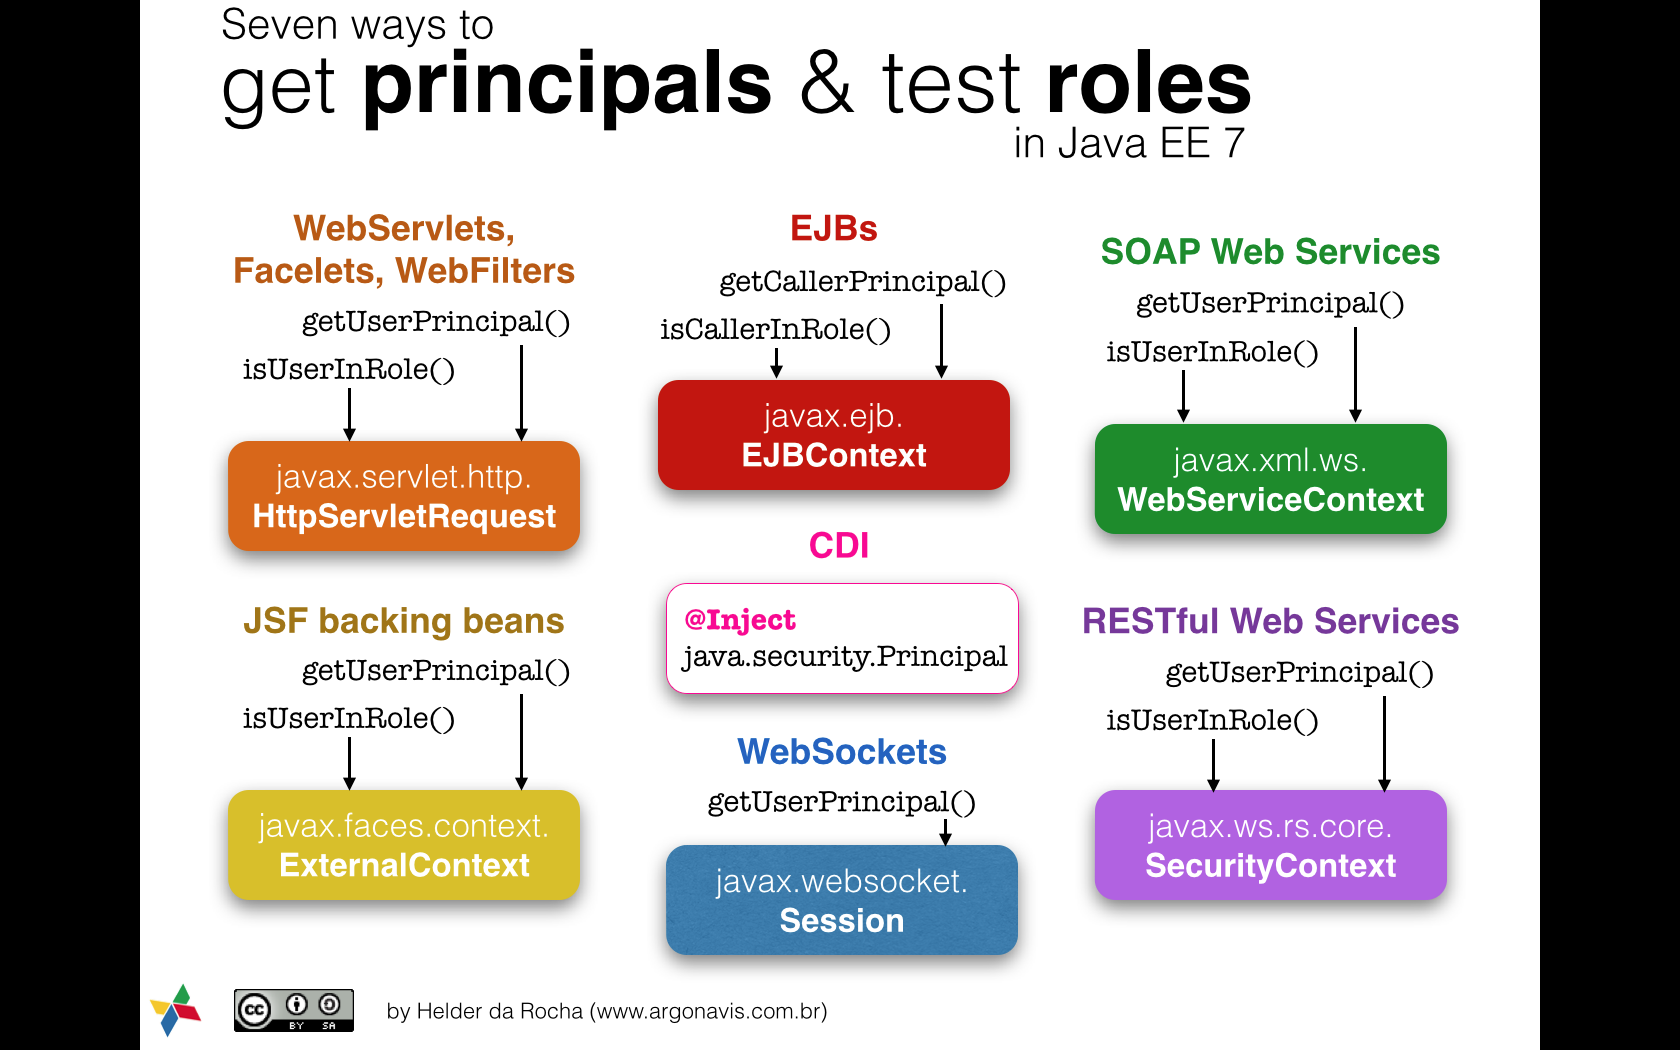 Seven ways to
get principals & test roles
in Java EE 7
WebServlets,
Facelets, WebFilters
getUserPrincipal()
isUserInRole()
javax.servlet.http.
HttpServletRequest
EJBs
getCallerPrincipal()
isCallerInRole()
javax.ejb.
EJBContext
SOAP Web Services
getUserPrincipal()
isUserInRole()
javax.xml.ws.
WebServiceContext
JSF backing beans
getUserPrincipal()
isUserInRole()
javax.faces.context.
ExternalContext
CDI
@Inject
java.security.Principal
WebSockets
getUserPrincipal()
javax.websocket.
Session
RESTful Web Services
getUserPrincipal()
isUserInRole()
javax.ws.rs.core.
SecurityContext
cc BY SA
by Helder da Rocha (www.argonavis.com.br)